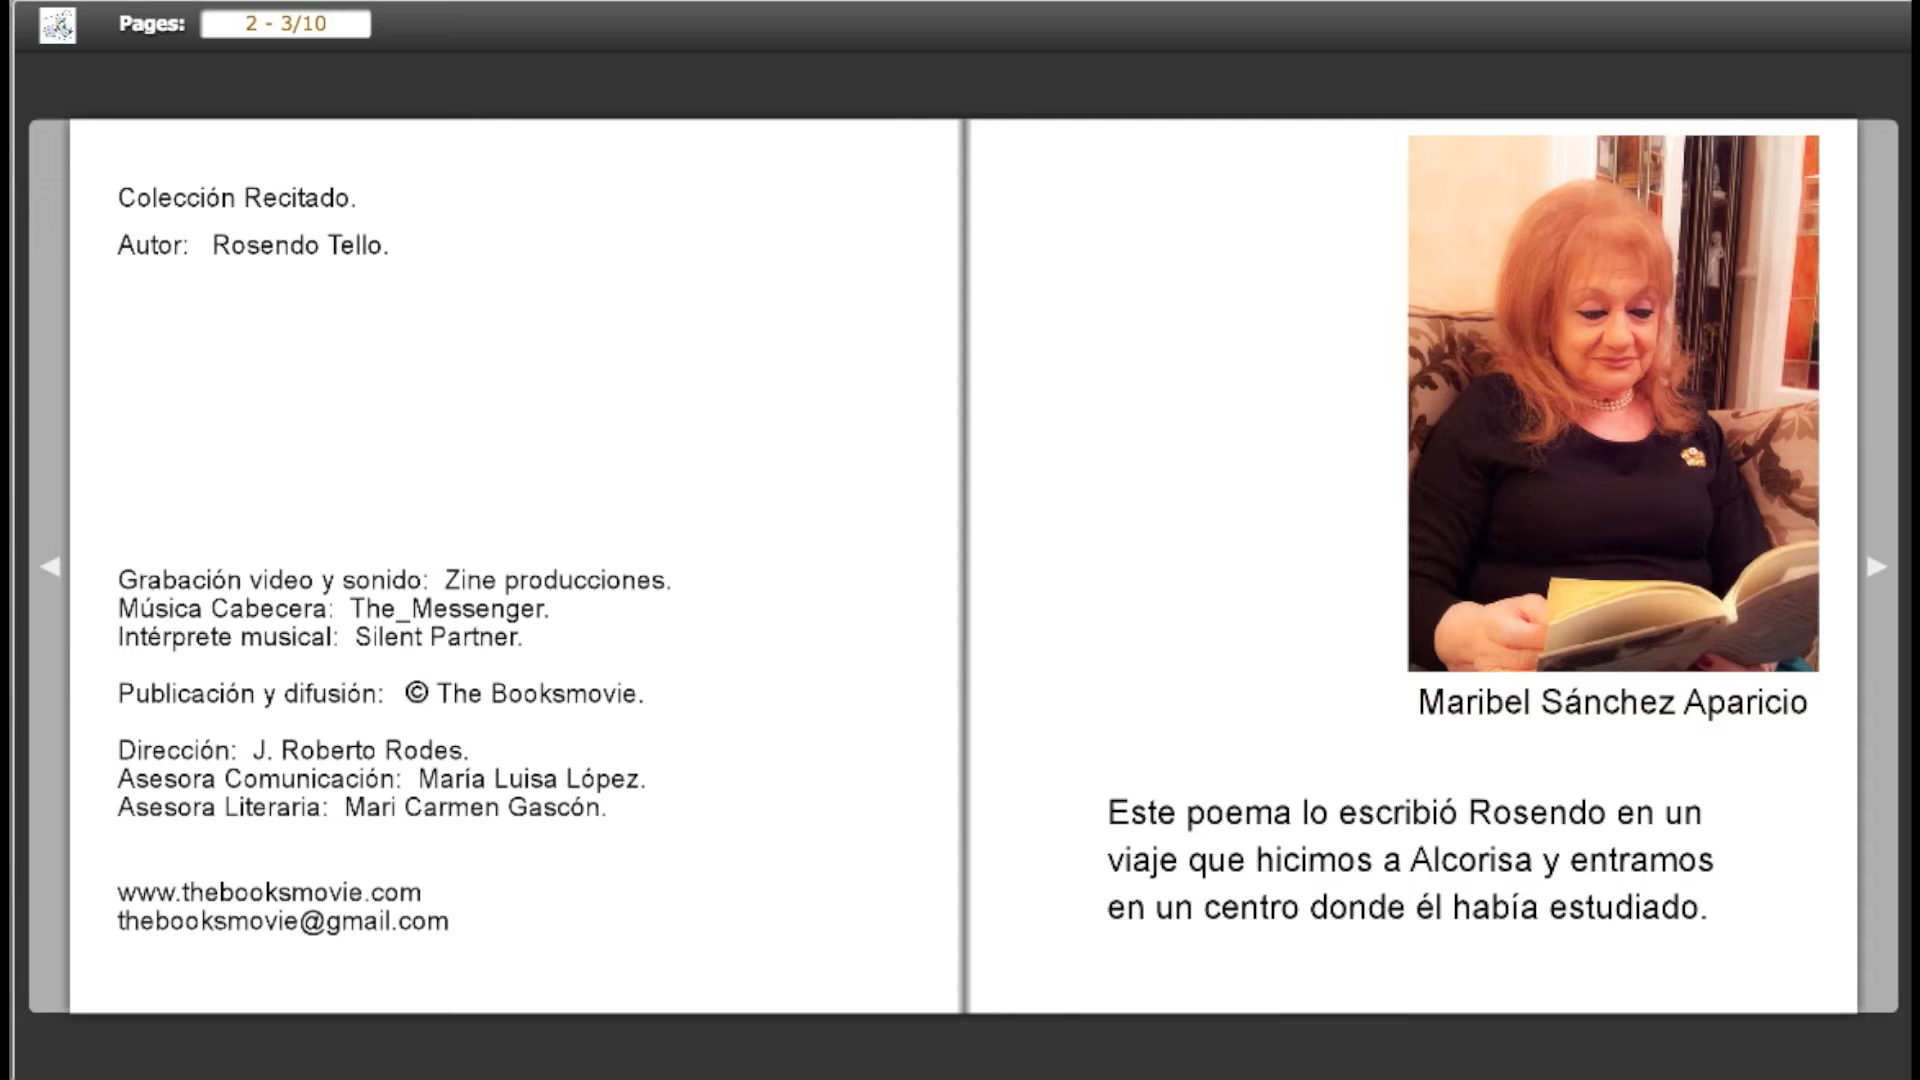 Pages: 2 - 3/10
Colección Recitado.
Autor: Rosendo Tello.
Grabación video y sonido: Zine producciones.
Música Cabecera: The_Messenger.
Intérprete musical: Silent Partner.
Publicación y difusión: © The Booksmovie.
Dirección: J. Roberto Rodes.
Asesora Comunicación: María Luisa López.
Asesora Literaria: Mari Carmen Gascón.
www.thebooksmovie.com
thebooksmovie@gmail.com
Maribel Sánchez Aparicio
Este poema lo escribió Rosendo en un
viaje que hicimos a Alcorisa y entramos
en un centro donde él había estudiado.